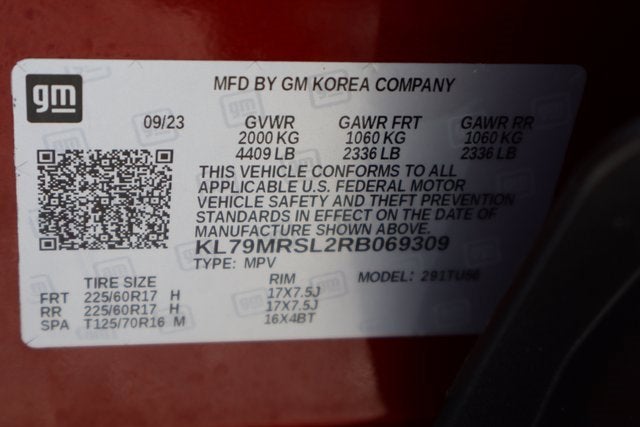 gm
MFD BY GM KOREA COMPANY
09/23 GVWR GAWR FRT GAWR RR
2000 KG 1060 KG 1060 KG
4409 LB 2336 LB 2336 LB
THIS VEHICLE CONFORMS TO ALL
APPLICABLE U.S. FEDERAL MOTOR
VEHICLE SAFETY AND THEFT PREVENTION
STANDARDS IN EFFECT ON THE DATE OF
MANUFACTURE SHOWN ABOVE.
KL79MRSL2RB069309
TYPE: MPV MODEL:
TIRE SIZE RIM
FRT 225/60R17 H 17X7.5J
RR 225/60R17 H 17X7.5J
SPA T125/70R16 M 16X4BT